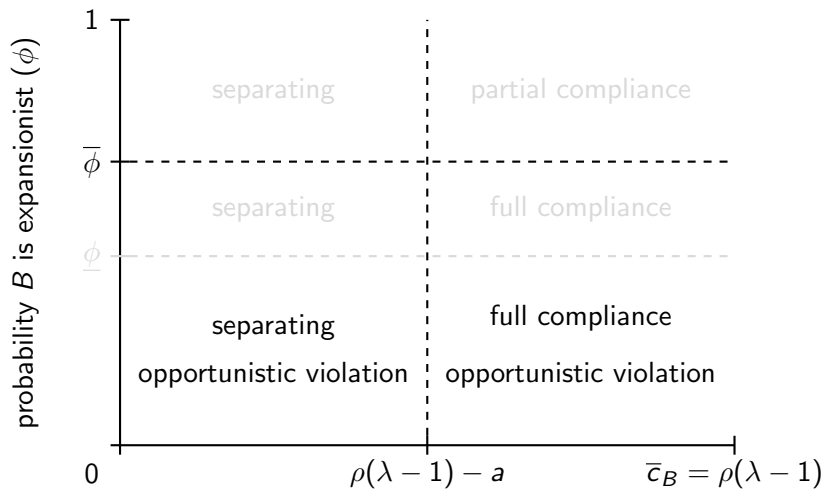 1
separating partial compliance
probability B is expansionist (ϕ)
ϕ̅
separating full compliance
ϕ̲
separating full compliance
opportunistic violation opportunistic violation
0 ρ(λ − 1) − a c̅_B = ρ(λ − 1)